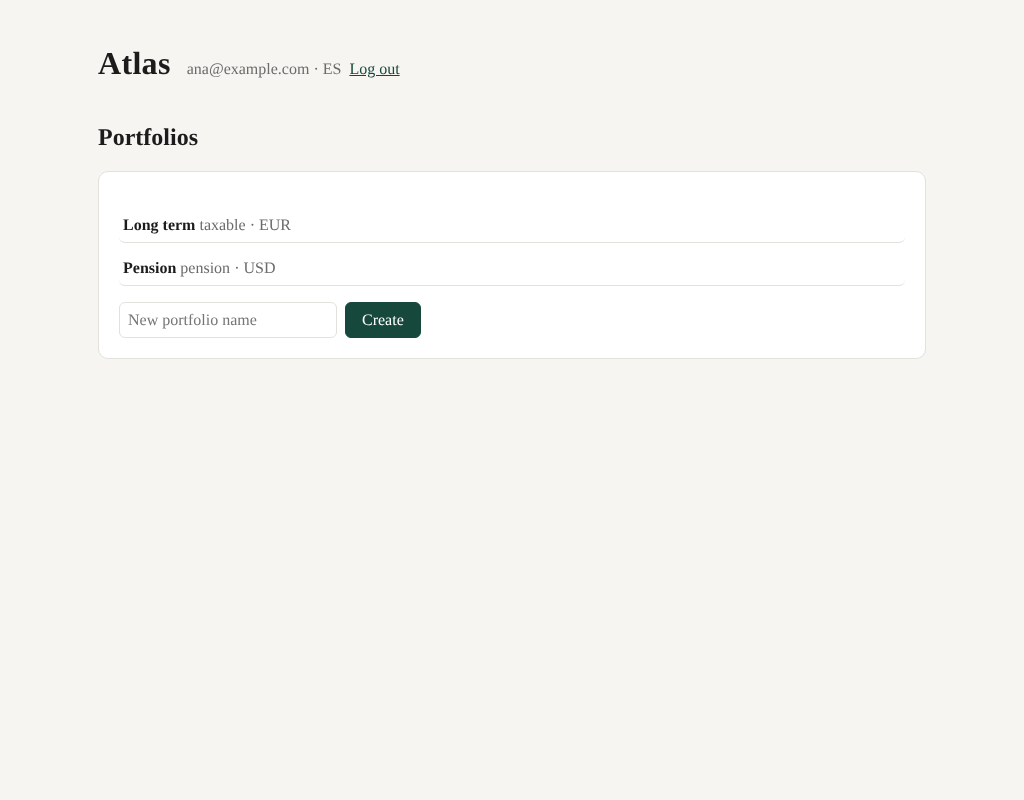 Atlas ana@example.com · ES Log out
Portfolios
Long term taxable · EUR
Pension pension · USD
New portfolio name Create